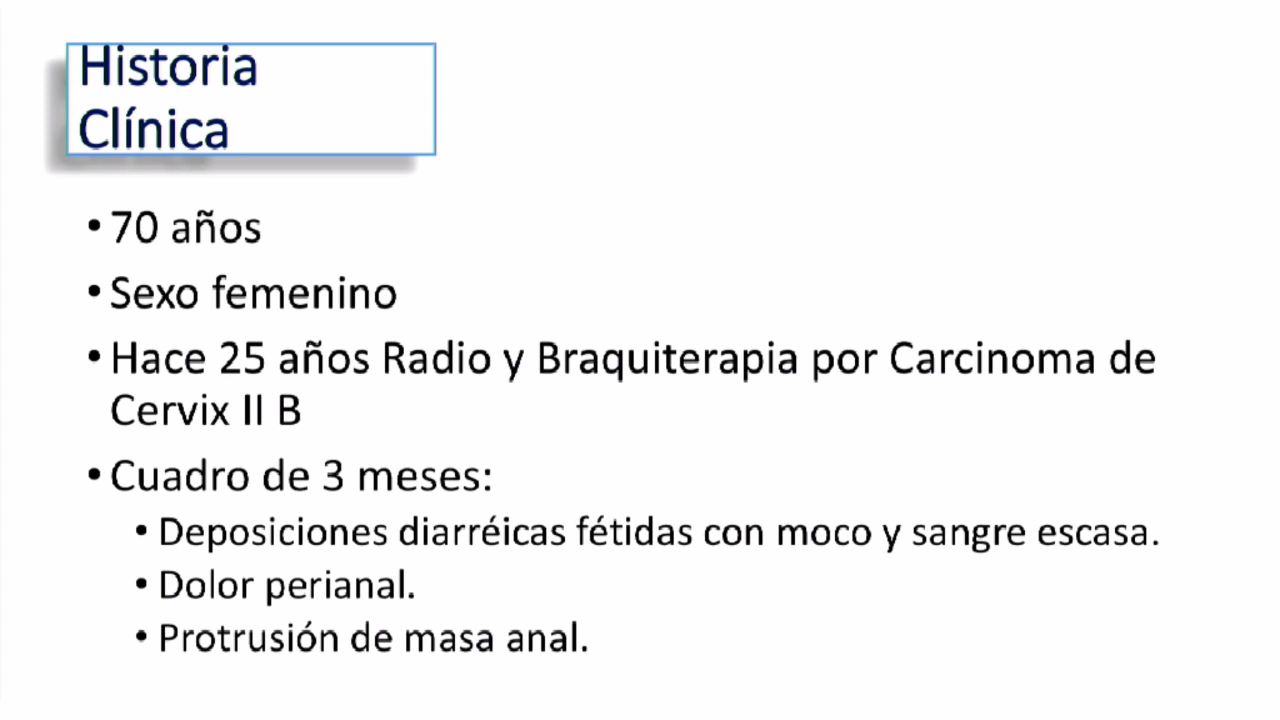 Historia
Clínica
• 70 años
• Sexo femenino
• Hace 25 años Radio y Braquiterapia por Carcinoma de
Cervix II B
• Cuadro de 3 meses:
• Deposiciones diarréicas fétidas con moco y sangre escasa.
• Dolor perianal.
• Protrusión de masa anal.